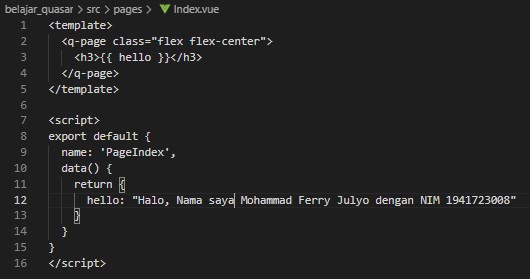 belajar_quasar > src > pages > Index.vue
1 <template>
2 <q-page class="flex flex-center">
3 <h3>{{ hello }}</h3>
4 </q-page>
5 </template>
6
7 <script>
8 export default {
9 name: 'PageIndex',
10 data() {
11 return {
12 hello: "Halo, Nama saya Mohammad Ferry Julyo dengan NIM 1941723008"
13 }
14 }
15 }
16 </script>